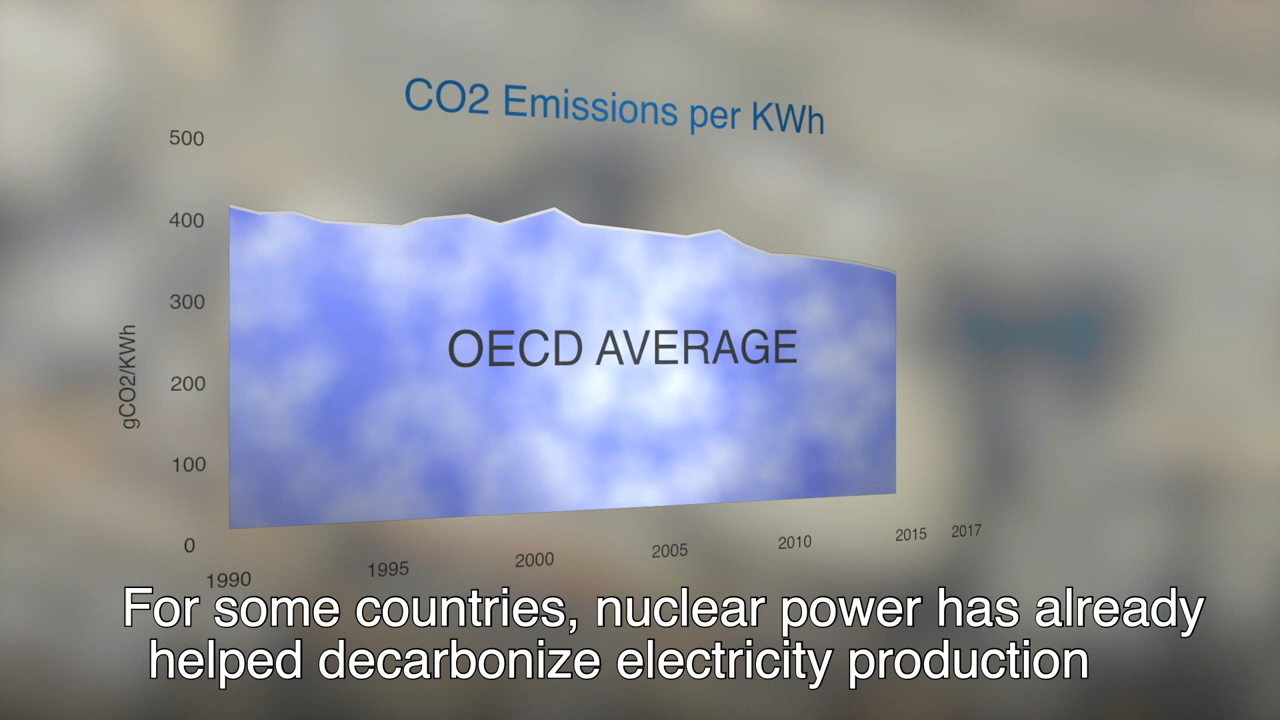 CO2 Emissions per KWh
500
400
300
200
100
0
gCO2/KWh
OECD AVERAGE
1990
1995
2000
2005
2010
2015
2017
For some countries, nuclear power has already
helped decarbonize electricity production